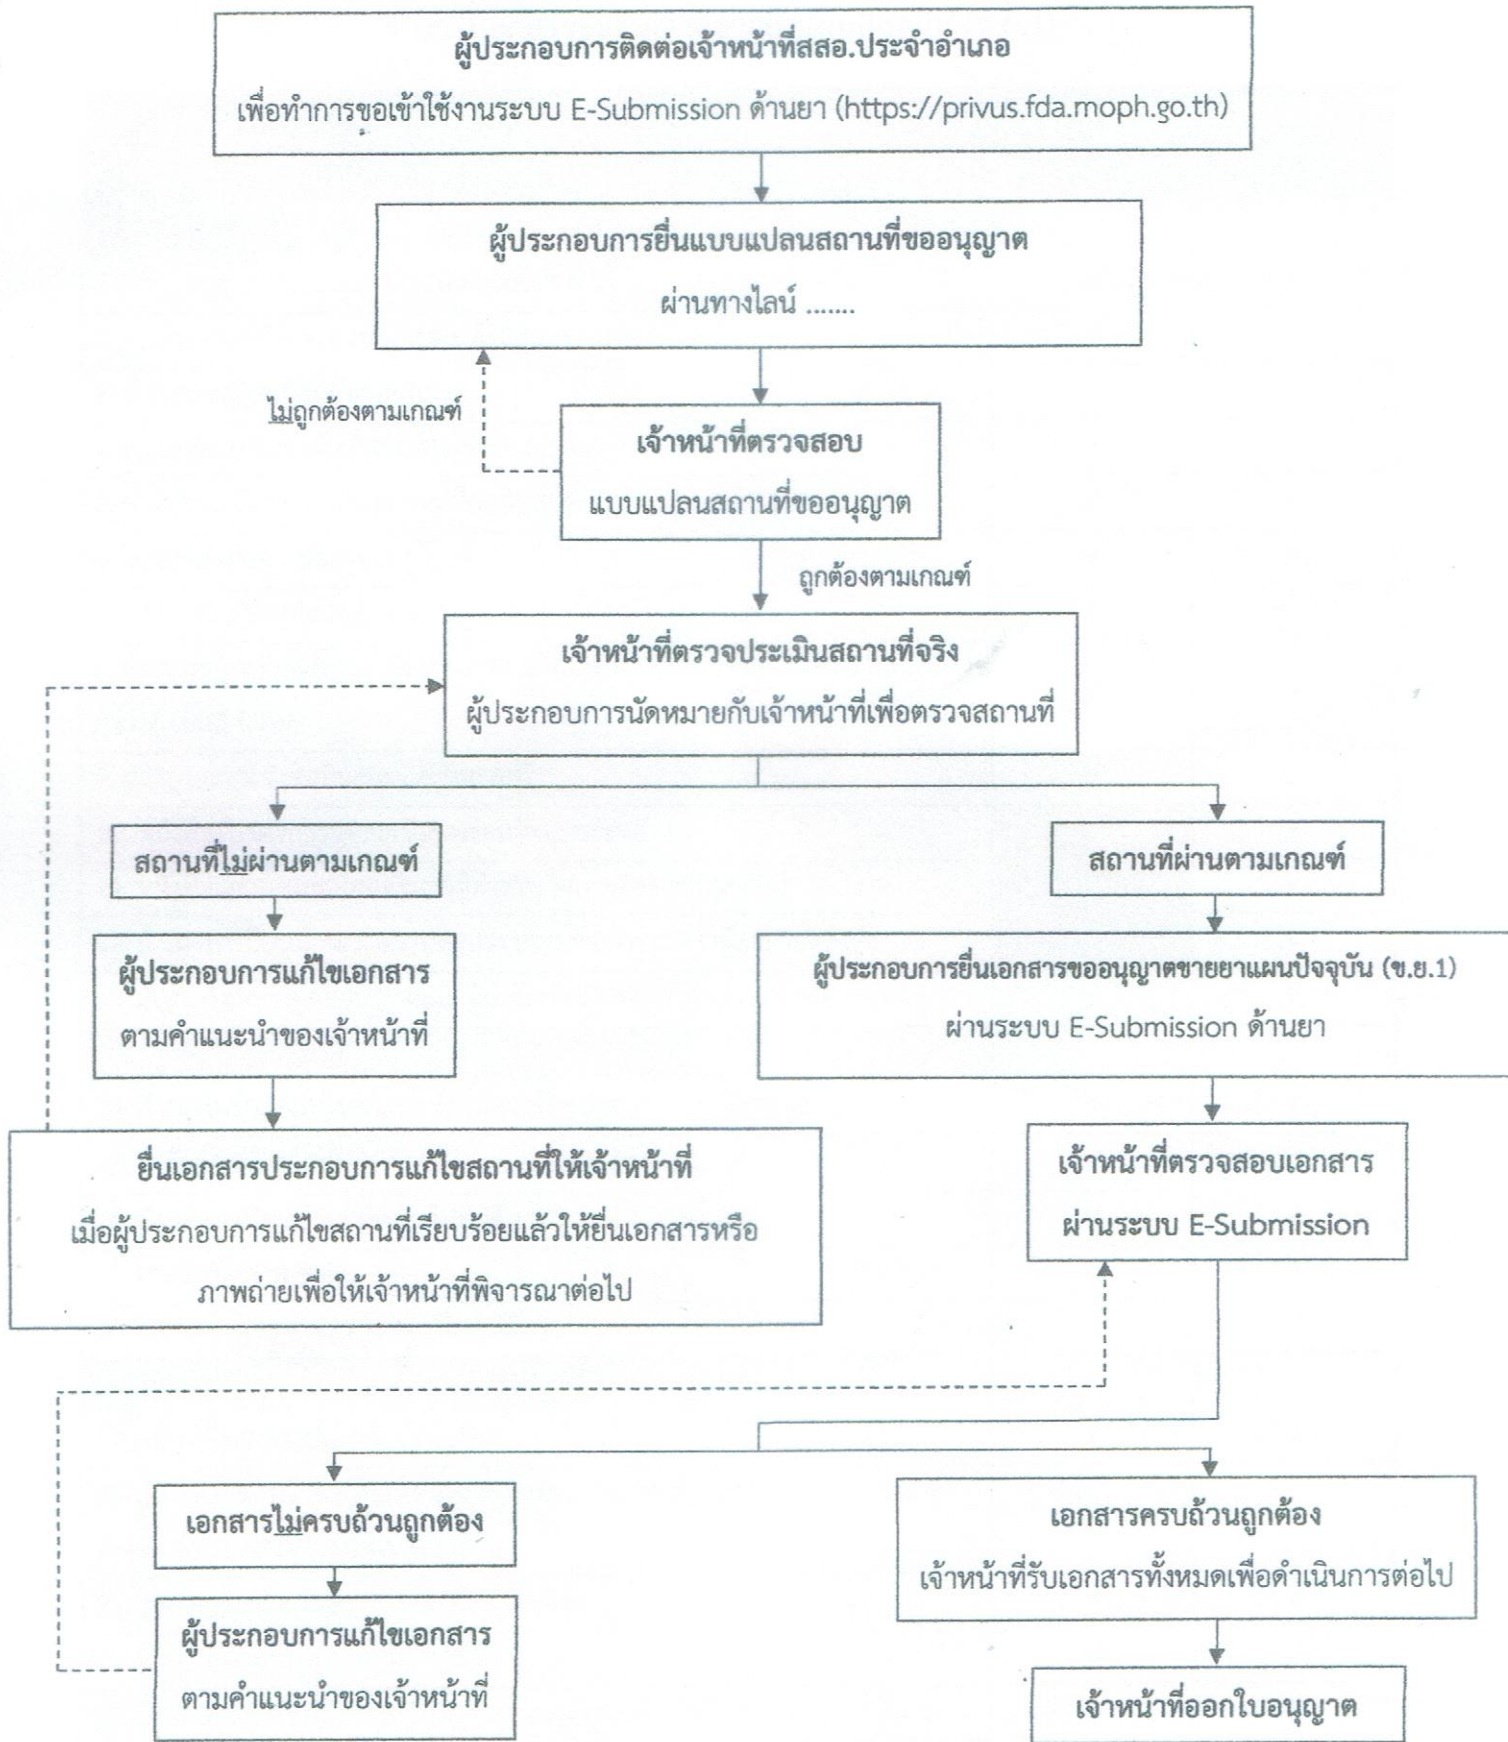 ผู้ประกอบการติดต่อเจ้าหน้าที่สสอ.ประจำอำเภอ
เพื่อทำการขอเข้าใช้งานระบบ E-Submission ด้านยา (https://privus.fda.moph.go.th)
ผู้ประกอบการยื่นแบบแปลนสถานที่ขออนุญาต
ผ่านทางไลน์ .......
ไม่ถูกต้องตามเกณฑ์
เจ้าหน้าที่ตรวจสอบ
แบบแปลนสถานที่ขออนุญาต
ถูกต้องตามเกณฑ์
เจ้าหน้าที่ตรวจประเมินสถานที่จริง
ผู้ประกอบการนัดหมายกับเจ้าหน้าที่เพื่อตรวจสถานที่
สถานที่ไม่ผ่านตามเกณฑ์
สถานที่ผ่านตามเกณฑ์
ผู้ประกอบการแก้ไขเอกสาร
ตามคำแนะนำของเจ้าหน้าที่
ผู้ประกอบการยื่นเอกสารขออนุญาตขายยาแผนปัจจุบัน (ข.ย.1)
ผ่านระบบ E-Submission ด้านยา
ยื่นเอกสารประกอบการแก้ไขสถานที่ให้เจ้าหน้าที่
เมื่อผู้ประกอบการแก้ไขสถานที่เรียบร้อยแล้วให้ยื่นเอกสารหรือ
ภาพถ่ายเพื่อให้เจ้าหน้าที่พิจารณาต่อไป
เจ้าหน้าที่ตรวจสอบเอกสาร
ผ่านระบบ E-Submission
เอกสารไม่ครบถ้วนถูกต้อง
ผู้ประกอบการแก้ไขเอกสาร
ตามคำแนะนำของเจ้าหน้าที่
เอกสารครบถ้วนถูกต้อง
เจ้าหน้าที่รับเอกสารทั้งหมดเพื่อดำเนินการต่อไป
เจ้าหน้าที่ออกใบอนุญาต